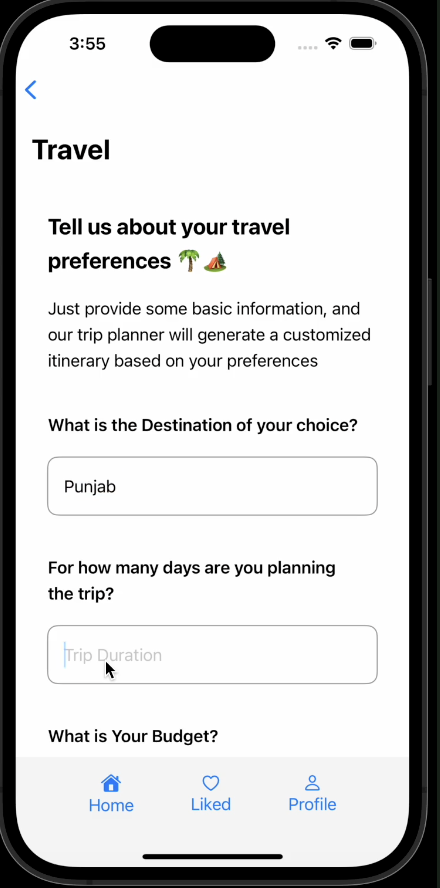 3:55
Travel
Tell us about your travel
preferences 🌴🏕️
Just provide some basic information, and
our trip planner will generate a customized
itinerary based on your preferences
What is the Destination of your choice?
Punjab
For how many days are you planning
the trip?
Trip Duration
What is Your Budget?
Home
Liked
Profile